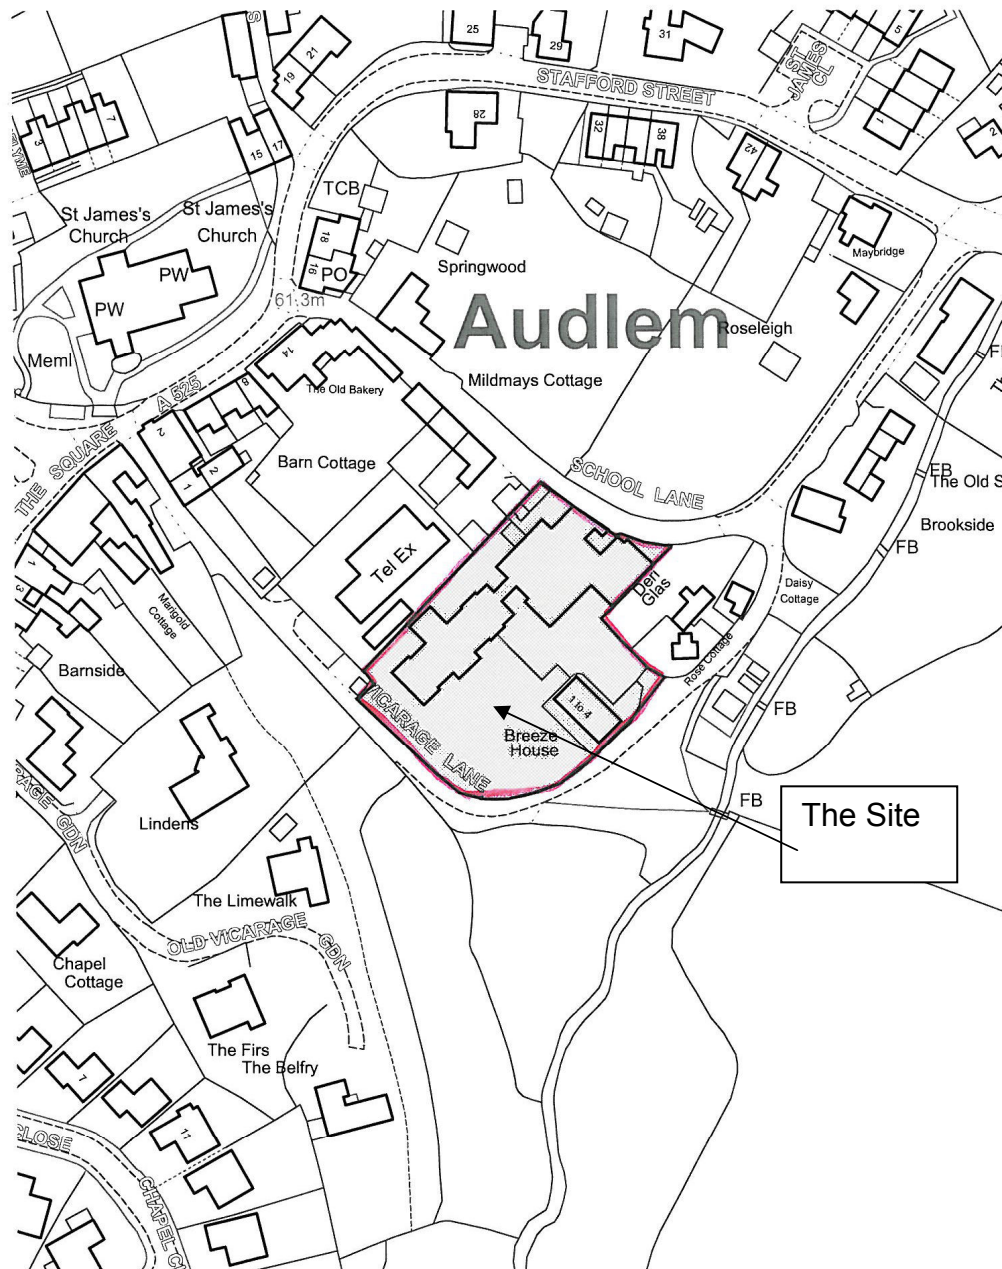 25
29
31
5
ST
JAMES
CL
21
19
STAFFORD STREET
7
3
28
32
38
1
2
42
15
17
TCB
St James's
Church
St James's
Church
18
16
PO
Springwood
Maybridge
PW
PW
61.3m
Audlem
Roseleigh
Meml
14
The Old Bakery
Mildmays Cottage
A 525
8
2
THE SQUARE
Barn Cottage
2
1
SCHOOL LANE
FB
The Old S
Brookside
FB
Tel Ex
Deri
Glas
Daisy
Cottage
1
3
Marigold
Cottage
Rose Cottage
Barnside
VICARAGE LANE
1 to 4
Breeze
House
FB
Lindens
RAGE GDN
FB
The Site
The Limewalk
OLD VICARAGE GDN
Chapel
Cottage
The Firs
The Belfry
7
11
CLOSE
CHAPEL C